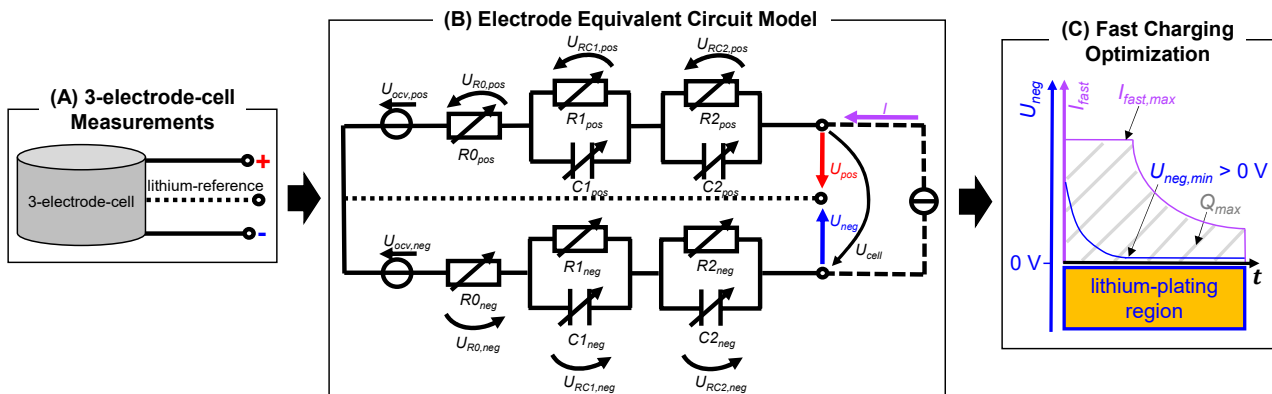 (A) 3-electrode-cell
Measurements
3-electrode-cell
+
lithium-reference
-
(B) Electrode Equivalent Circuit Model
U_RC1,pos
U_RC2,pos
U_ocv,pos
U_R0,pos
I
R0_pos
R1_pos
R2_pos
C1_pos
C2_pos
U_pos
U_neg
U_cell
U_ocv,neg
R0_neg
R1_neg
R2_neg
C1_neg
C2_neg
U_R0,neg
U_RC1,neg
U_RC2,neg
(C) Fast Charging
Optimization
U_neg
I_fast
I_fast,max
U_neg,min > 0 V
Q_max
0 V
t
lithium-plating
region